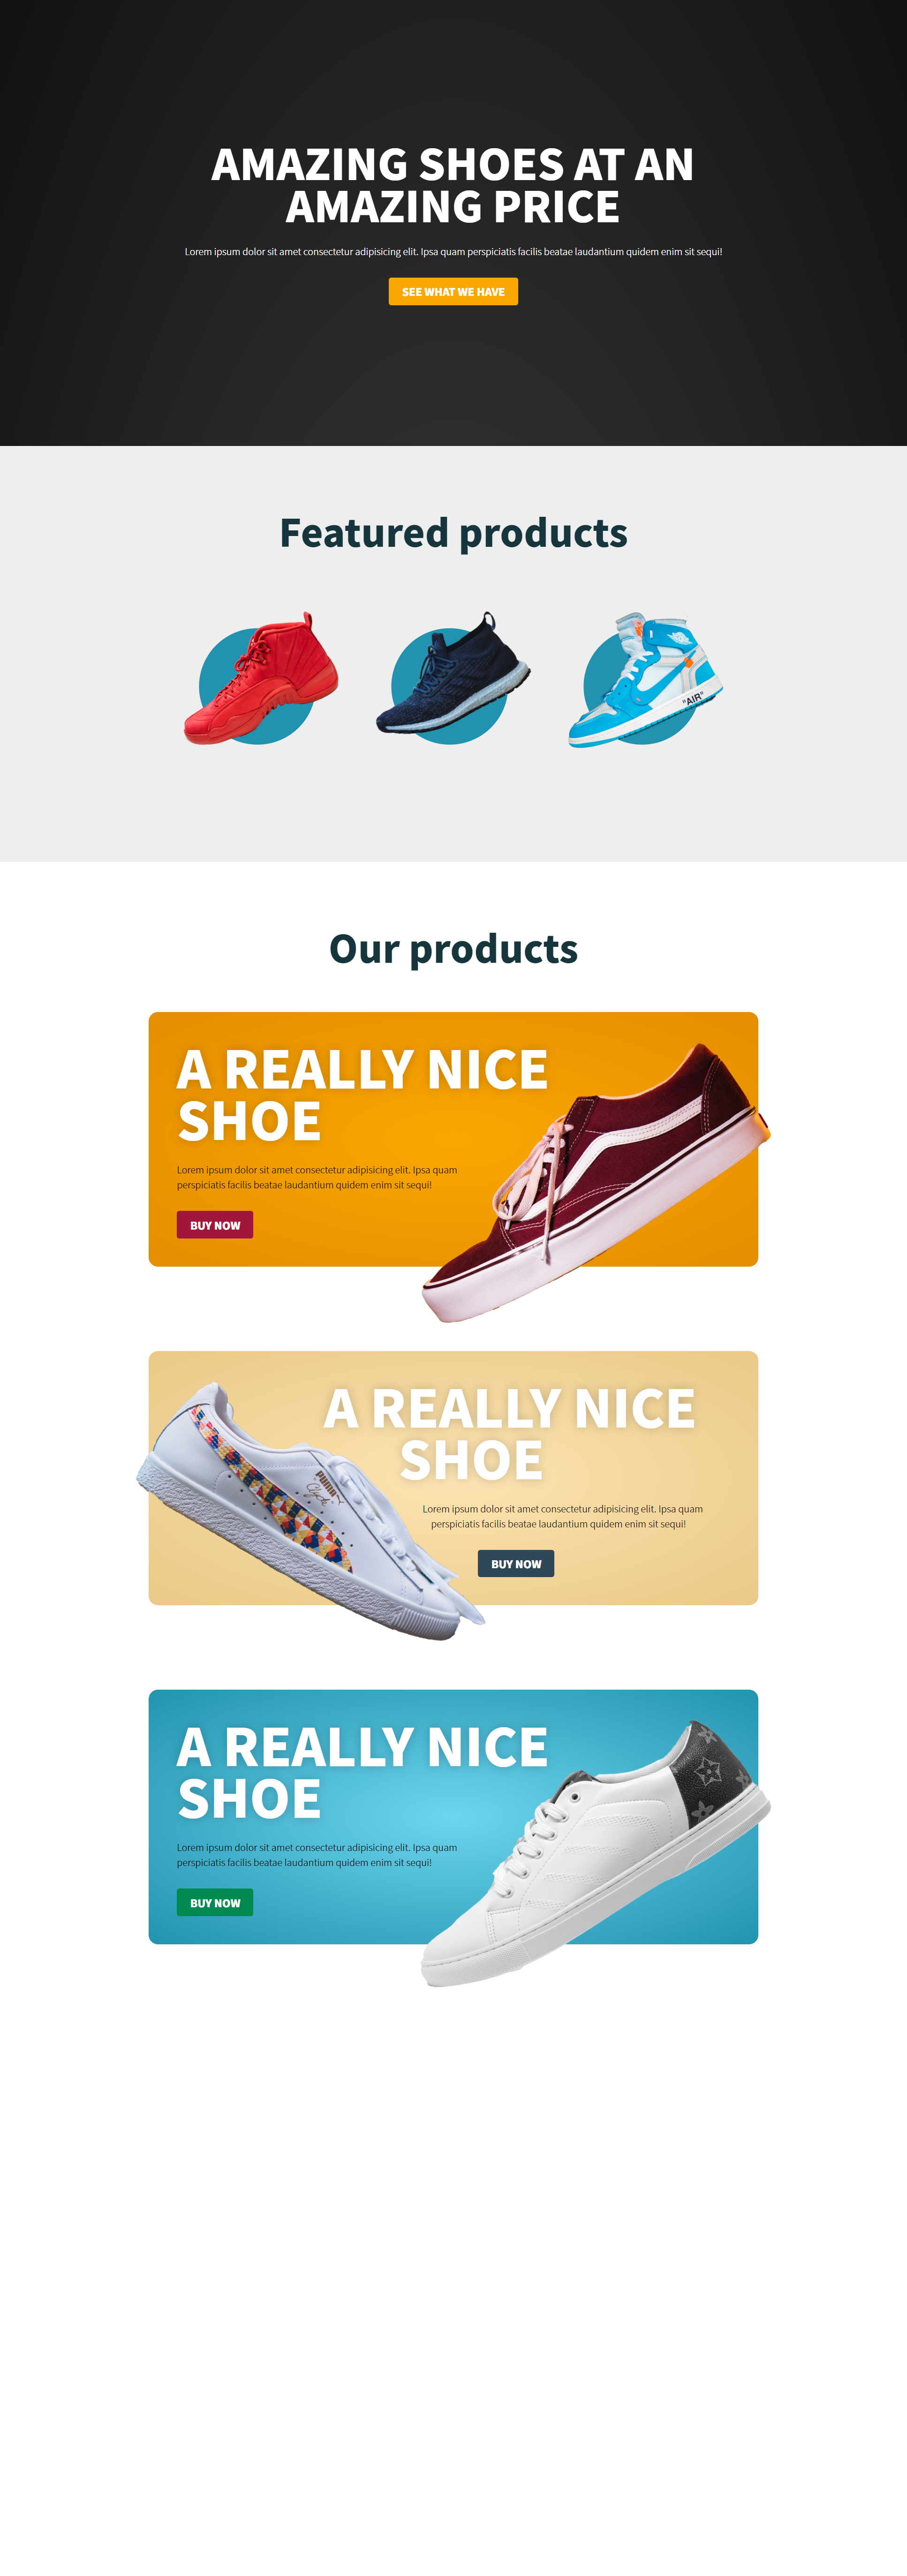 AMAZING SHOES AT AN
AMAZING PRICE
Lorem ipsum dolor sit amet consectetur adipisicing elit. Ipsa quam perspiciatis facilis beatae laudantium quidem enim sit sequi!
SEE WHAT WE HAVE
Featured products
"AIR"
Our products
A REALLY NICE
SHOE
Lorem ipsum dolor sit amet consectetur adipisicing elit. Ipsa quam
perspiciatis facilis beatae laudantium quidem enim sit sequi!
BUY NOW
A REALLY NICE
SHOE
PUMA
Clyde
Lorem ipsum dolor sit amet consectetur adipisicing elit. Ipsa quam
perspiciatis facilis beatae laudantium quidem enim sit sequi!
BUY NOW
A REALLY NICE
SHOE
Lorem ipsum dolor sit amet consectetur adipisicing elit. Ipsa quam
perspiciatis facilis beatae laudantium quidem enim sit sequi!
BUY NOW